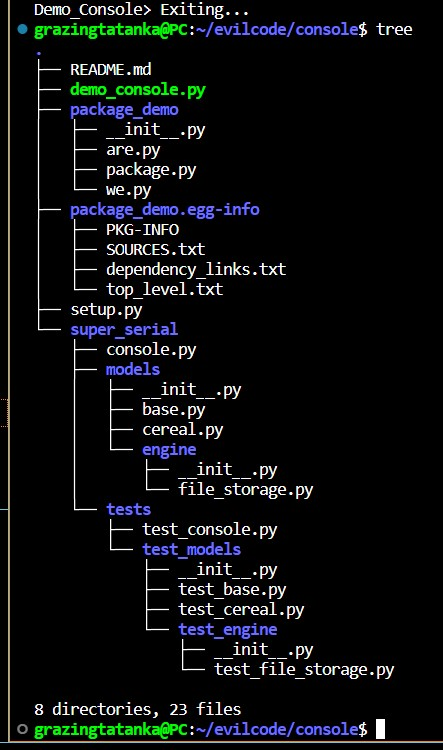 Demo_Console> Exiting...
grazingtatanka@PC:~/evilcode/console$ tree
.
├── README.md
├── demo_console.py
├── package_demo
│   ├── __init__.py
│   ├── are.py
│   ├── package.py
│   └── we.py
├── package_demo.egg-info
│   ├── PKG-INFO
│   ├── SOURCES.txt
│   ├── dependency_links.txt
│   └── top_level.txt
├── setup.py
└── super_serial
    ├── console.py
    ├── models
    │   ├── __init__.py
    │   ├── base.py
    │   ├── cereal.py
    │   └── engine
    │       ├── __init__.py
    │       └── file_storage.py
    └── tests
        ├── test_console.py
        └── test_models
            ├── __init__.py
            ├── test_base.py
            ├── test_cereal.py
            └── test_engine
                ├── __init__.py
                └── test_file_storage.py
8 directories, 23 files
grazingtatanka@PC:~/evilcode/console$